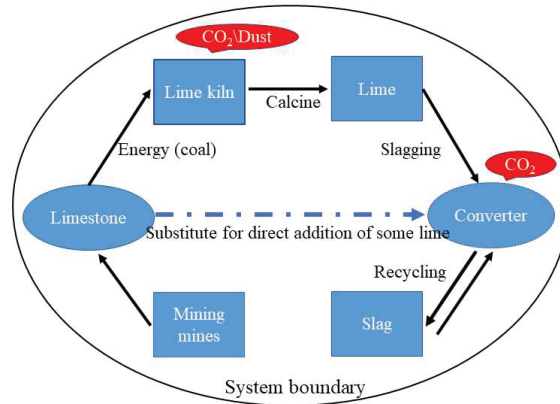 CO₂\Dust
Lime kiln
Calcine
Lime
Energy (coal)
Slagging
CO₂
Limestone
Converter
Substitute for direct addition of some lime
Recycling
Mining
mines
Slag
System boundary